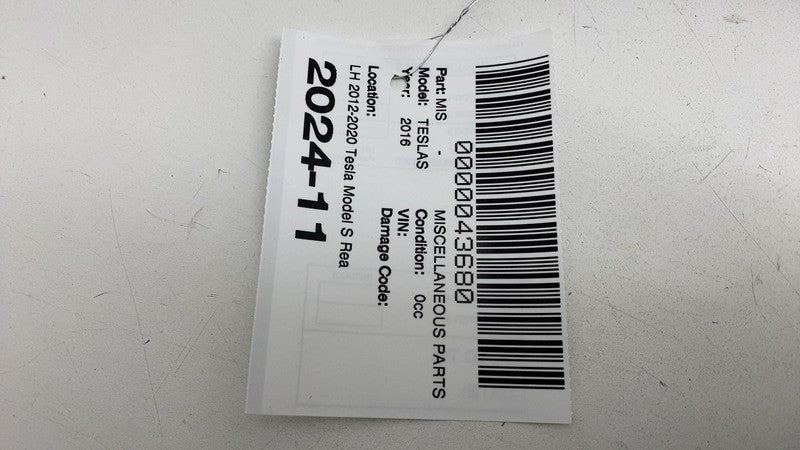 00000043680
Part: MIS - MISCELLANEOUS PARTS
Model: TESLAS Condition: 0cc
Year: 2016 VIN:
Damage Code:
Location:
LH 2012-2020 Tesla Model S Rea
2024-11